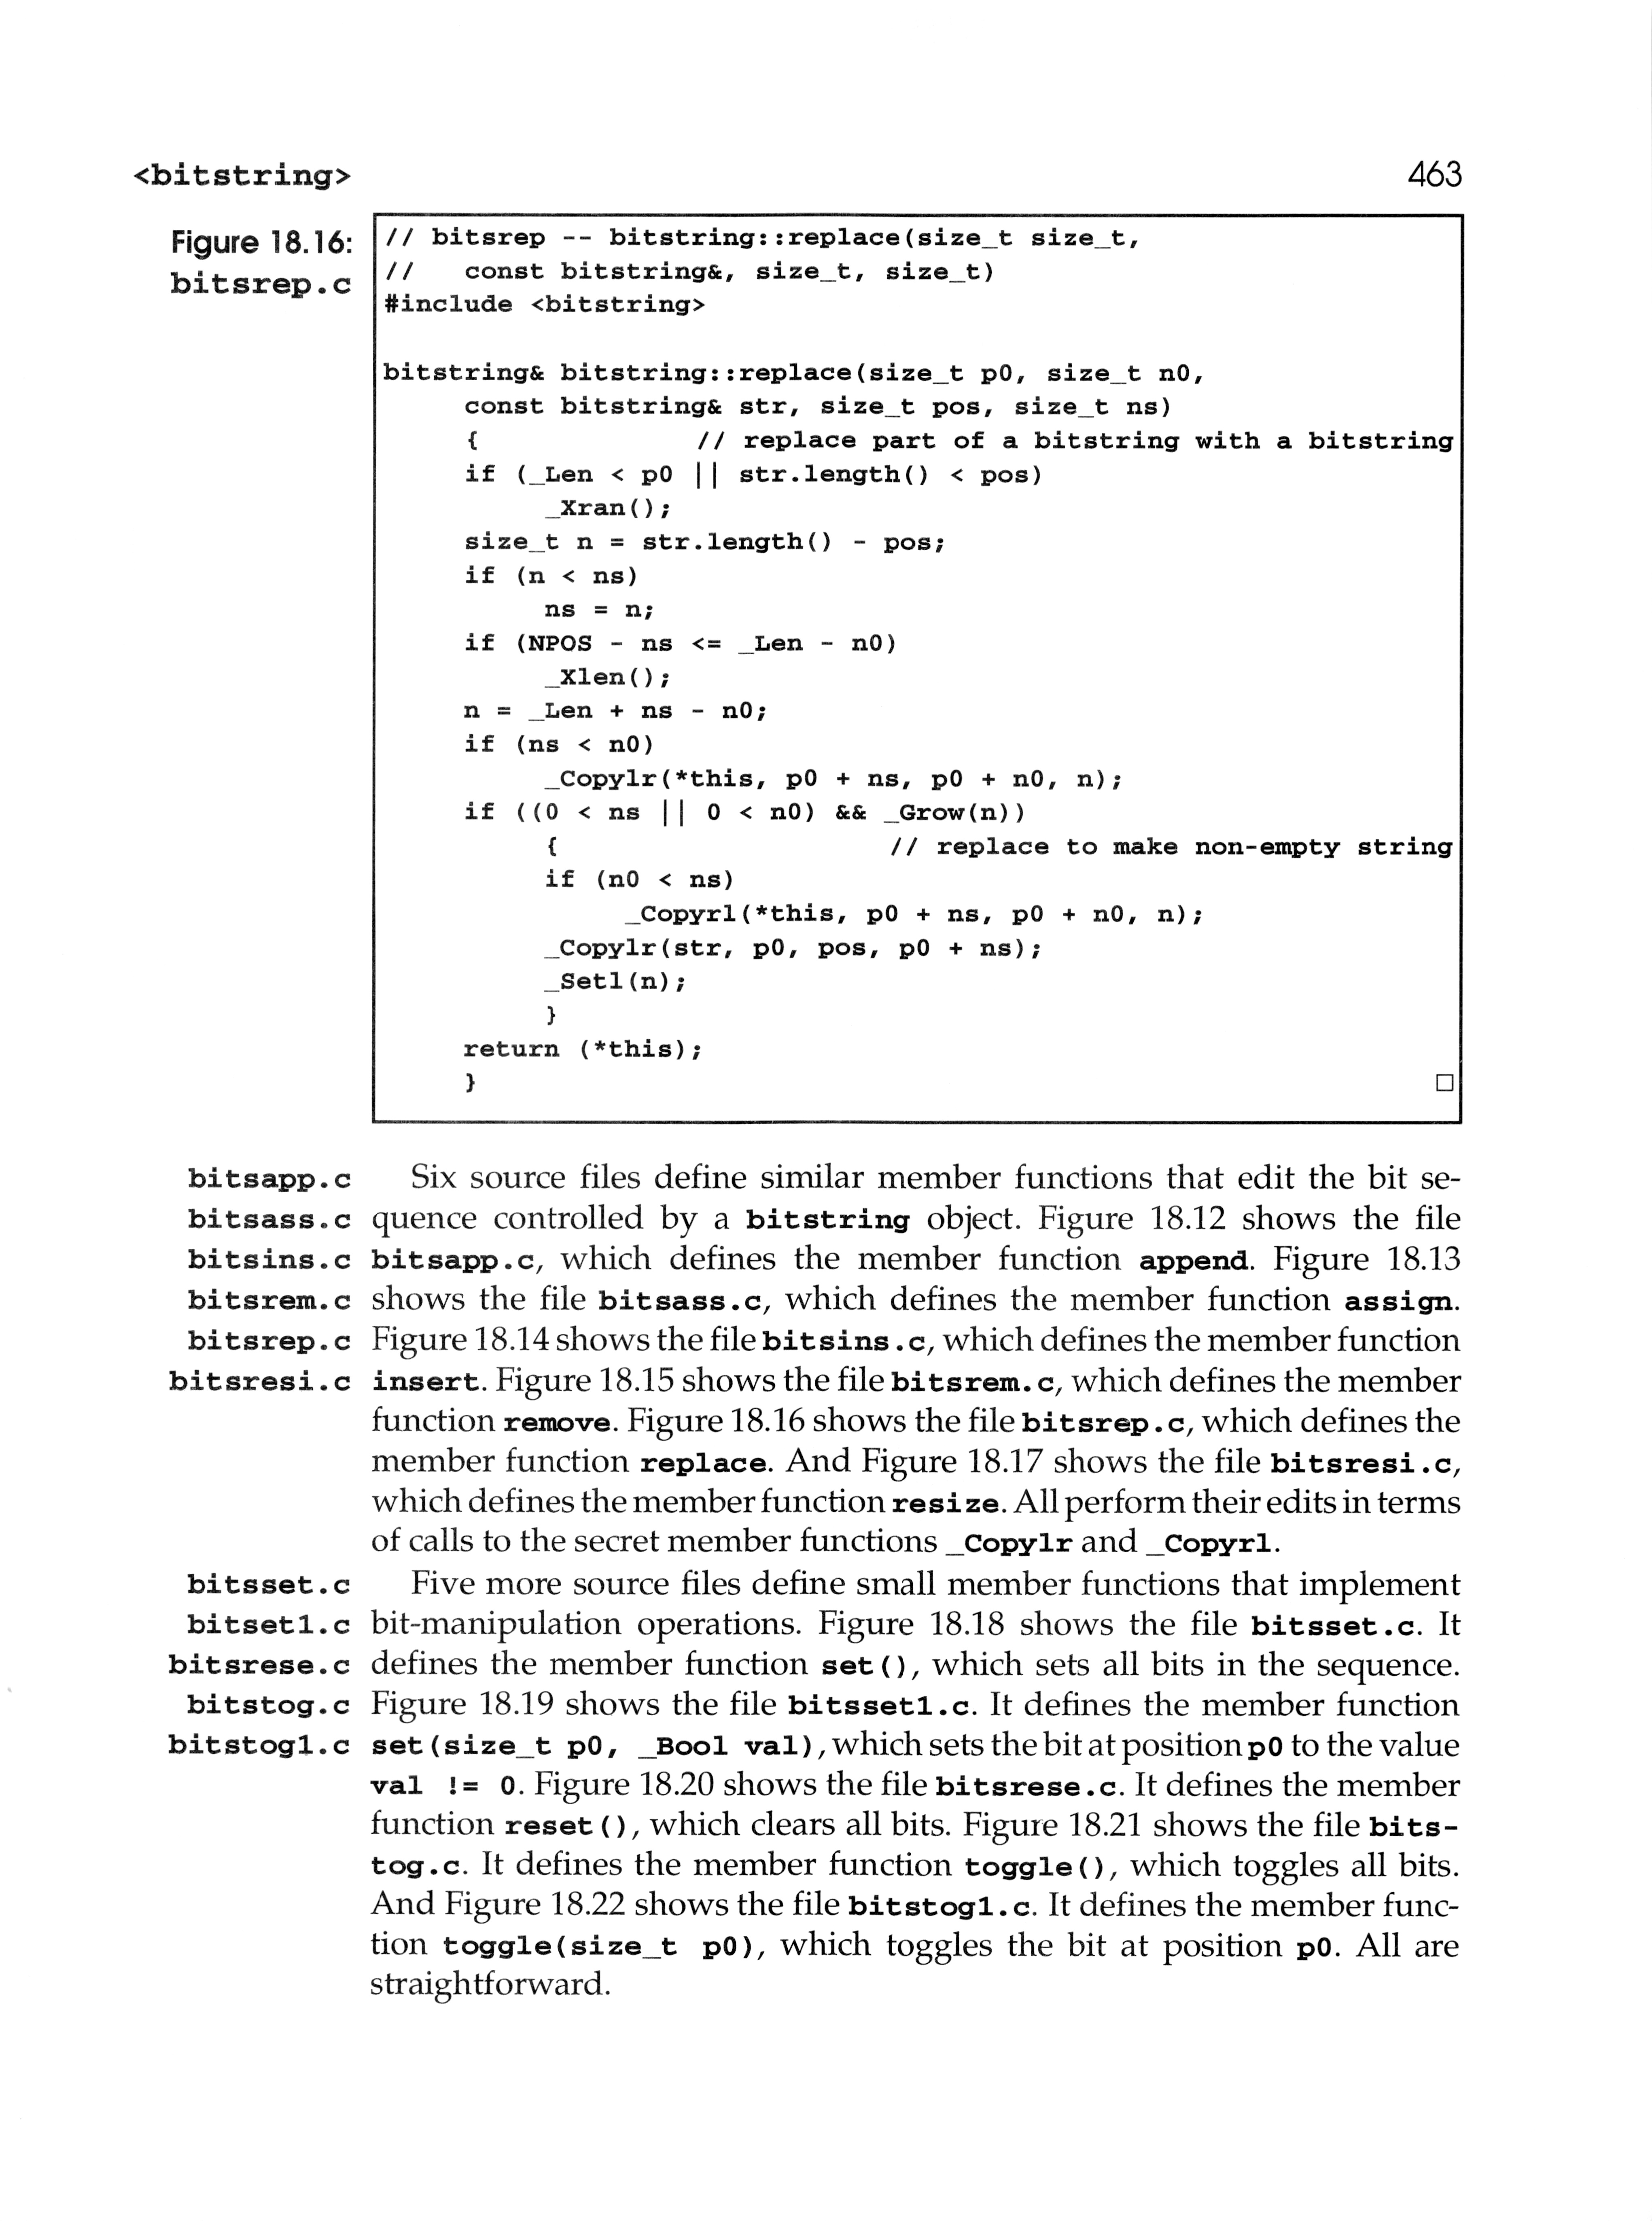 <bitstring>
463
Figure 18.16:
bitsrep.c
// bitsrep -- bitstring::replace(size_t size_t,
//   const bitstring&, size_t, size_t)
#include <bitstring>
bitstring& bitstring::replace(size_t p0, size_t n0,
const bitstring& str, size_t pos, size_t ns)
{ // replace part of a bitstring with a bitstring
if (_Len < p0 || str.length() < pos)
_Xran();
size_t n = str.length() - pos;
if (n < ns)
ns = n;
if (NPOS - ns <= _Len - n0)
_Xlen();
n = _Len + ns - n0;
if (ns < n0)
_Copylr(*this, p0 + ns, p0 + n0, n);
if ((0 < ns || 0 < n0) && _Grow(n))
{ // replace to make non-empty string
if (n0 < ns)
_Copyrl(*this, p0 + ns, p0 + n0, n);
_Copylr(str, p0, pos, p0 + ns);
_Setl(n);
}
return (*this);
}
□
bitsapp.c
bitsass.c
bitsins.c
bitsrem.c
bitsrep.c
bitsresi.c
Six source files define similar member functions that edit the bit se-
quence controlled by a bitstring object. Figure 18.12 shows the file
bitsapp.c, which defines the member function append. Figure 18.13
shows the file bitsass.c, which defines the member function assign.
Figure 18.14 shows the file bitsins.c, which defines the member function
insert. Figure 18.15 shows the file bitsrem.c, which defines the member
function remove. Figure 18.16 shows the file bitsrep.c, which defines the
member function replace. And Figure 18.17 shows the file bitsresi.c,
which defines the member function resize. All perform their edits in terms
of calls to the secret member functions _Copylr and _Copyrl.
bitsset.c
bitset1.c
bitsrese.c
bitstog.c
bitstog1.c
Five more source files define small member functions that implement
bit-manipulation operations. Figure 18.18 shows the file bitsset.c. It
defines the member function set(), which sets all bits in the sequence.
Figure 18.19 shows the file bitsset1.c. It defines the member function
set(size_t p0, _Bool val), which sets the bit at position p0 to the value
val != 0. Figure 18.20 shows the file bitsrese.c. It defines the member
function reset(), which clears all bits. Figure 18.21 shows the file bits-
tog.c. It defines the member function toggle(), which toggles all bits.
And Figure 18.22 shows the file bitstog1.c. It defines the member func-
tion toggle(size_t p0), which toggles the bit at position p0. All are
straightforward.